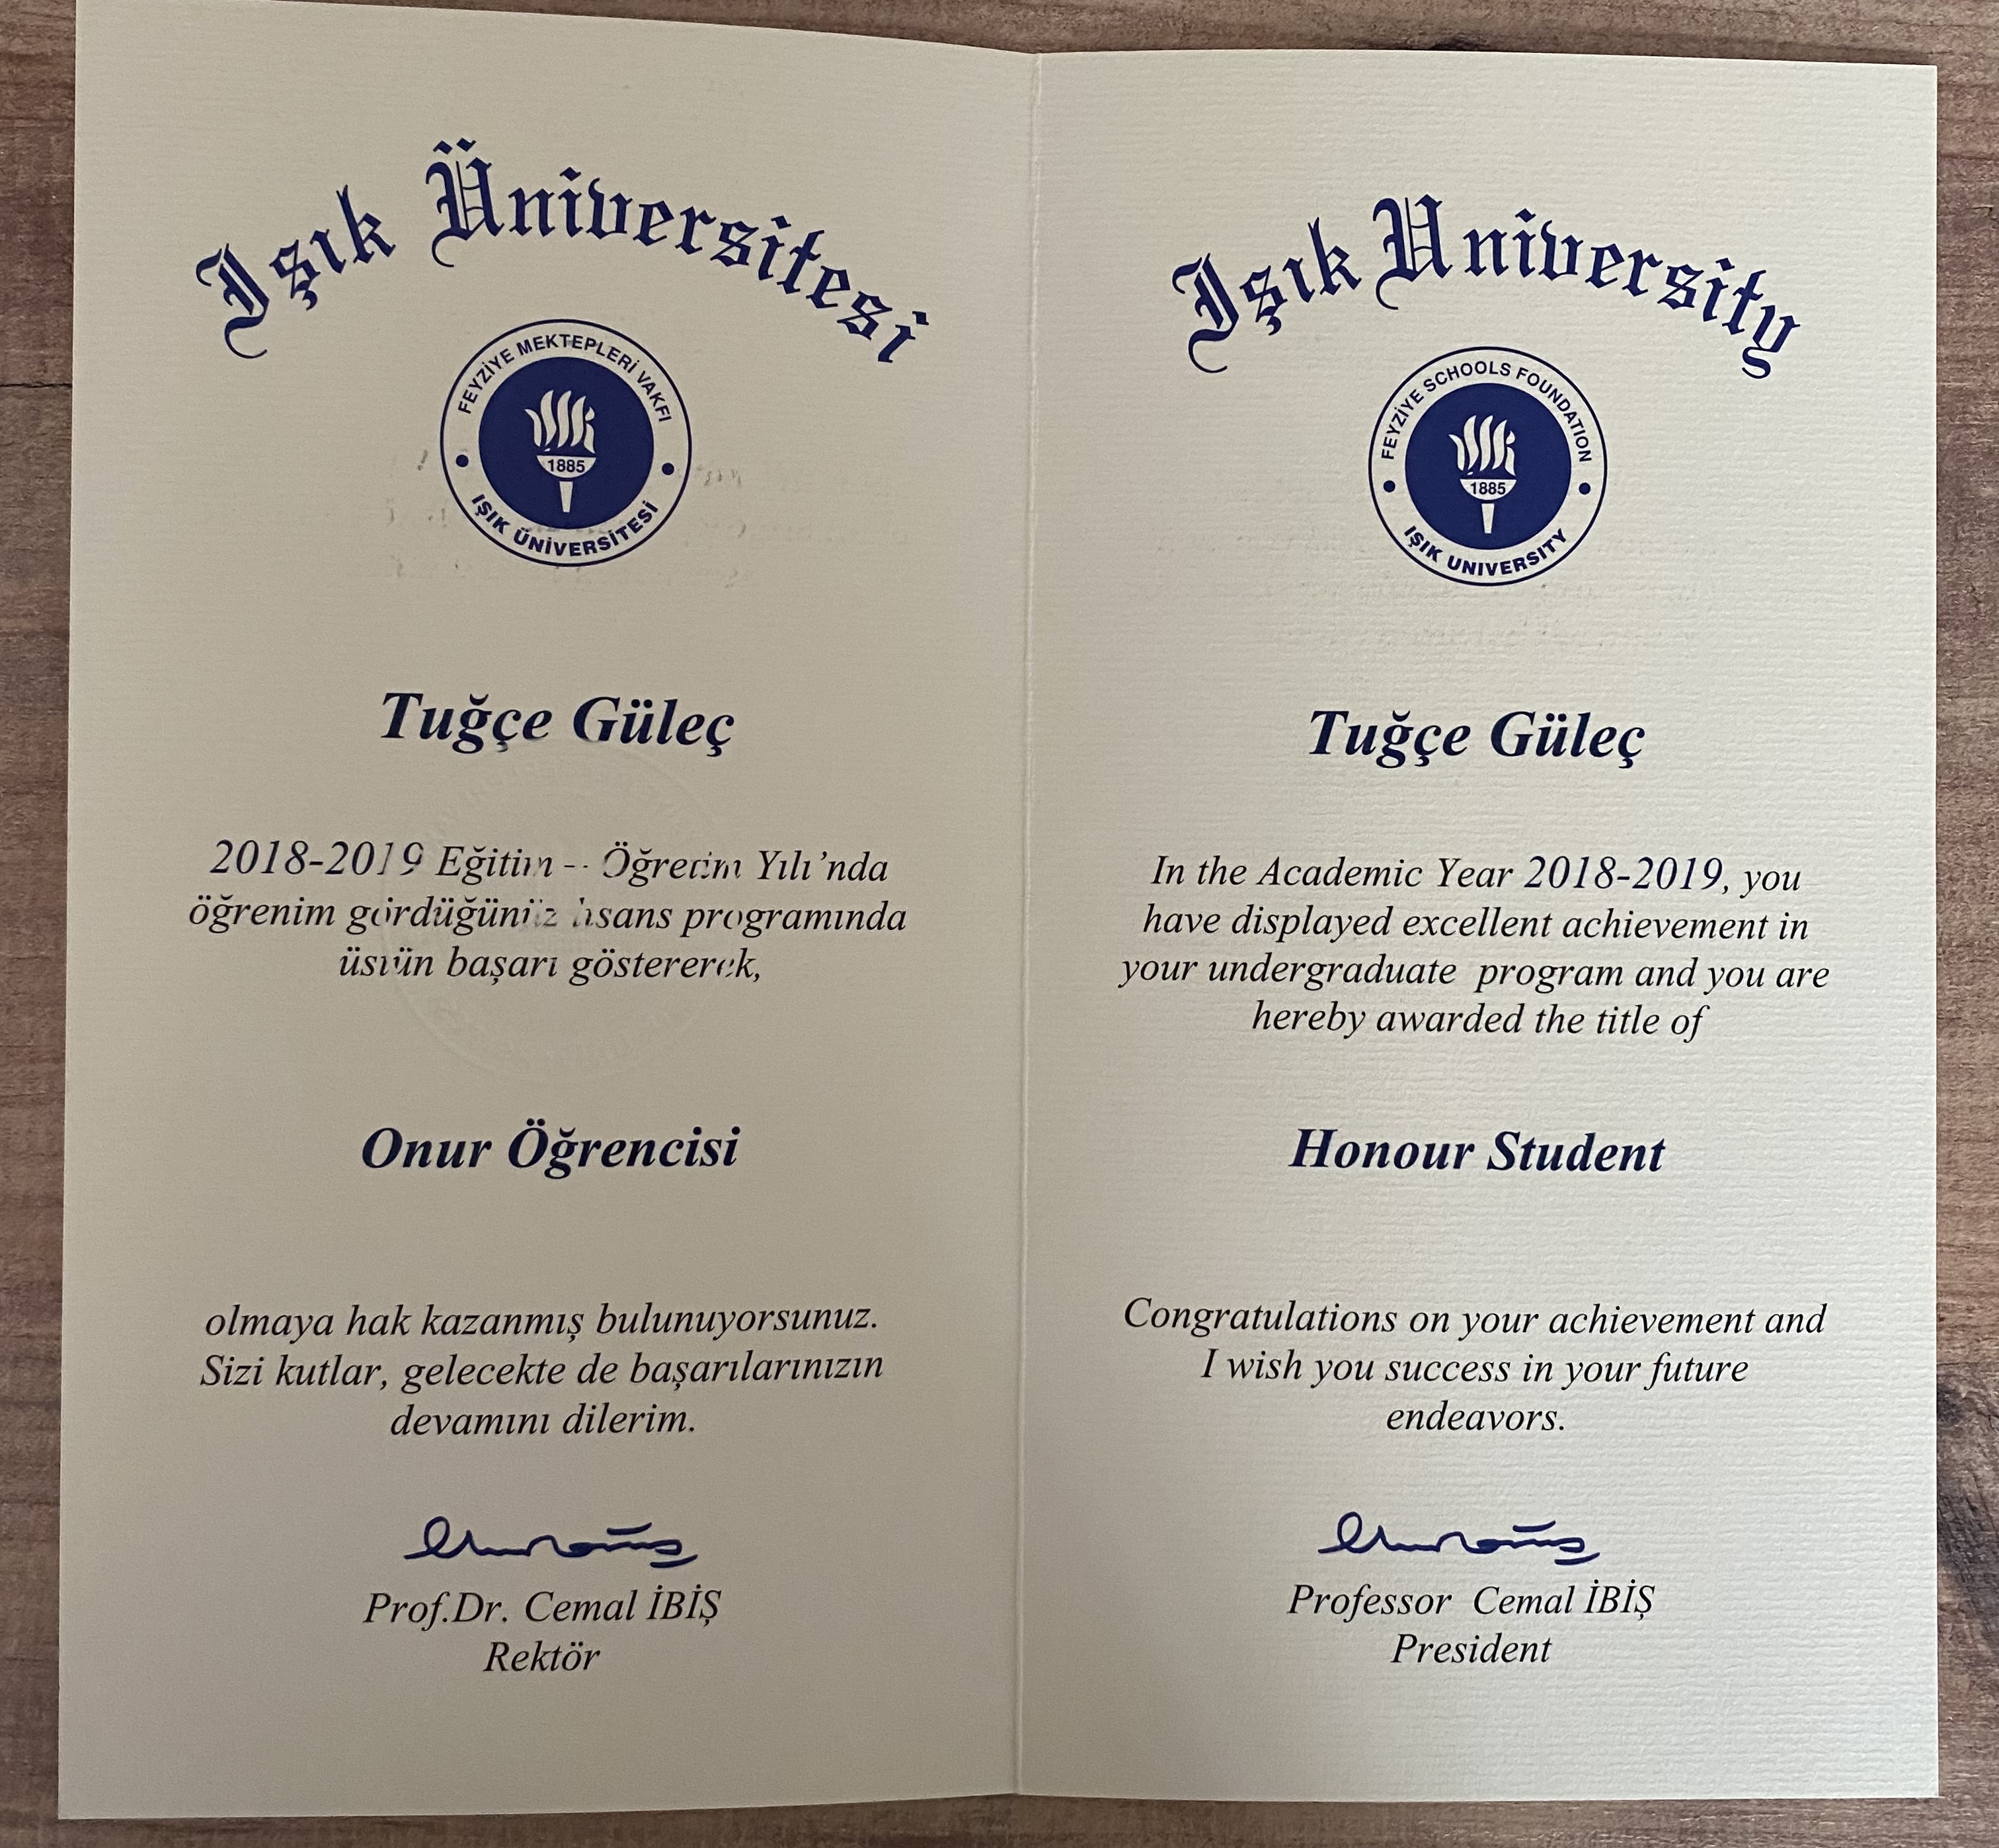 Işık Üniversitesi
FEYZİYE MEKTEPLERİ VAKFI
1885
IŞIK ÜNİVERSİTESİ
Tuğçe Güleç
2018-2019 Eğitim -- Öğretim Yılı'nda
öğrenim gördüğünüz lisans programında
üstün başarı göstererek,
Onur Öğrencisi
olmaya hak kazanmış bulunuyorsunuz.
Sizi kutlar, gelecekte de başarılarınızın
devamını dilerim.
Prof.Dr. Cemal İBİŞ
Rektör
Işık University
FEYZİYE SCHOOLS FOUNDATION
1885
IŞIK UNIVERSITY
Tuğçe Güleç
In the Academic Year 2018-2019, you
have displayed excellent achievement in
your undergraduate program and you are
hereby awarded the title of
Honour Student
Congratulations on your achievement and
I wish you success in your future
endeavors.
Professor Cemal İBİŞ
President